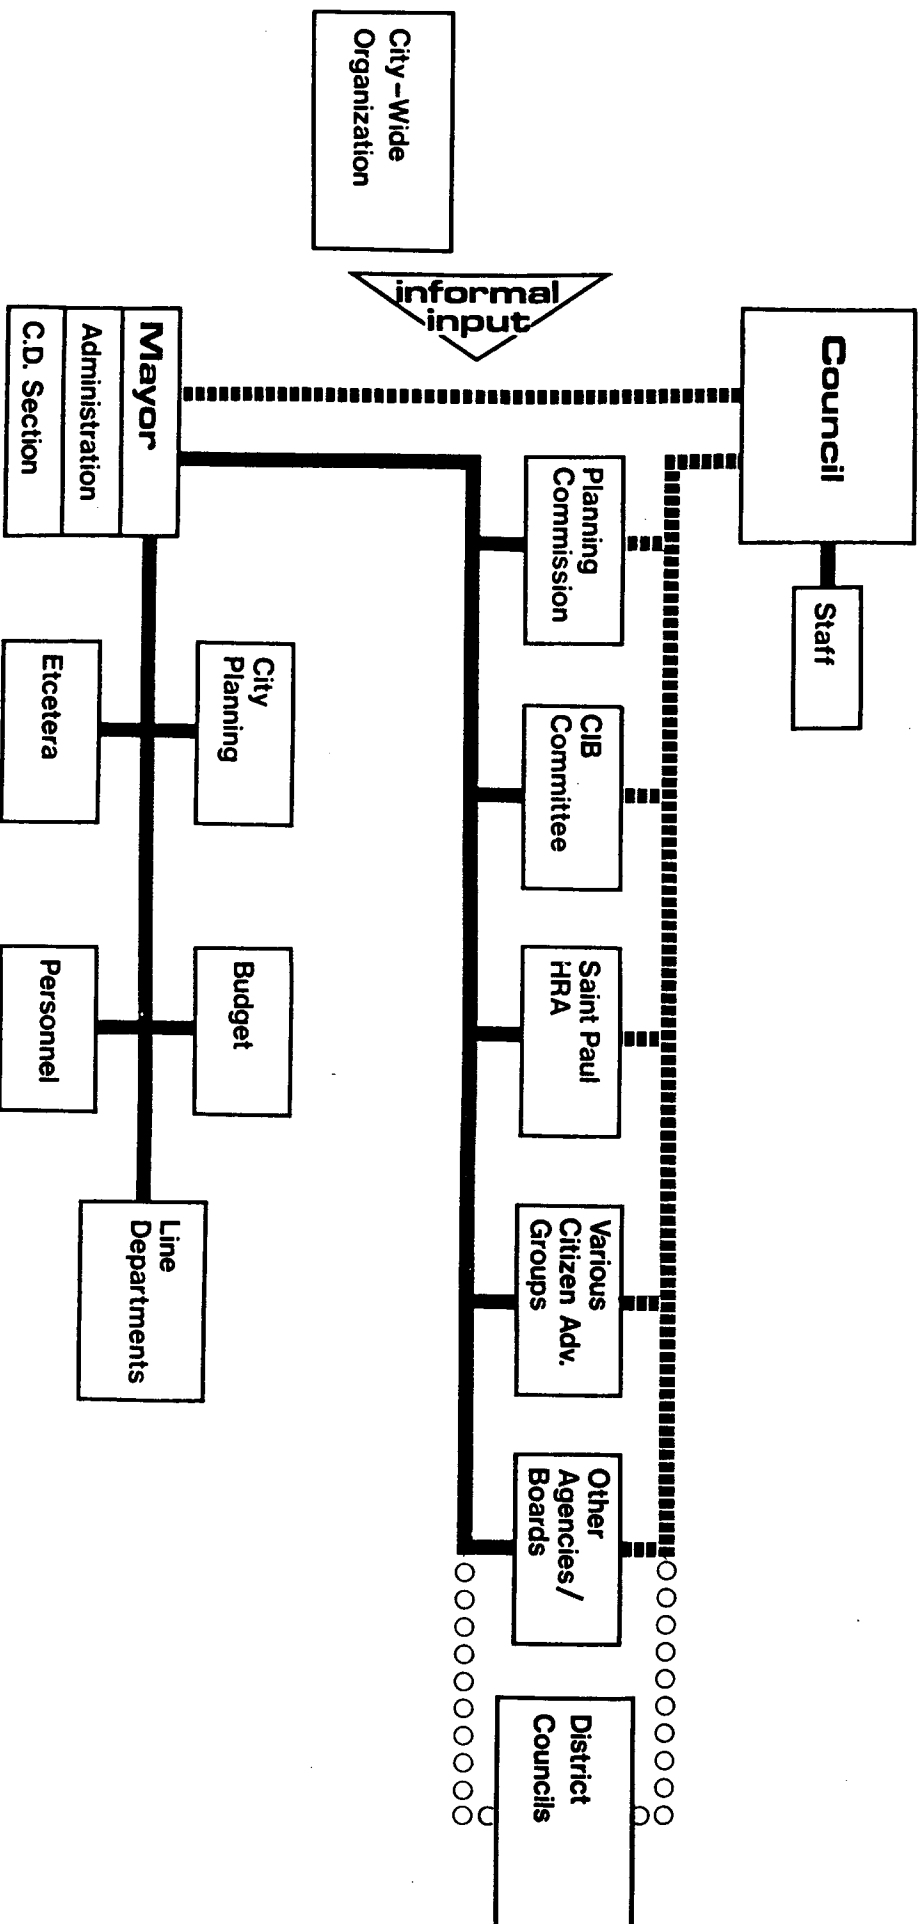 City–Wide
Organization
informal
input
Council
Staff
Planning
Commission
CIB
Committee
Saint Paul
HRA
Various
Citizen Adv.
Groups
Other
Agencies/
Boards
District
Councils
Mayor
Administration
C.D. Section
City
Planning
Etcetera
Budget
Personnel
Line
Departments